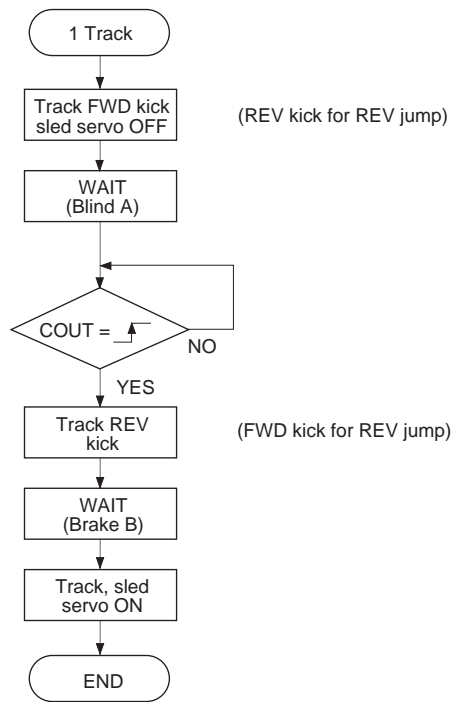 1 Track
Track FWD kick
sled servo OFF
(REV kick for REV jump)
WAIT
(Blind A)
COUT =
NO
YES
Track REV
kick
(FWD kick for REV jump)
WAIT
(Brake B)
Track, sled
servo ON
END